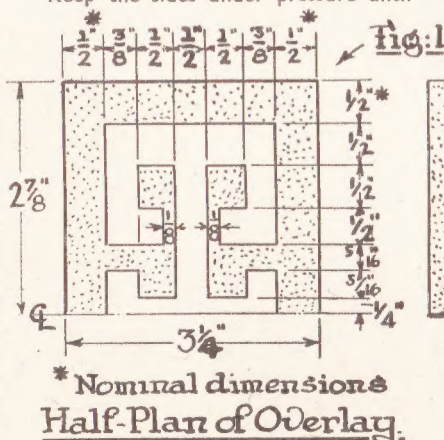 Keep the sides under pressure until
* *
1/2" 3/8" 1/2" 1/2" 1/2" 3/8" 1/2"
Fig: 1
1/2" *
1/2"
1/2"
2 7/8"
1/8 1/8
1/2"
5/16"
5/16"
℄
1/4"
3 1/4"
* Nominal dimensions
Half-Plan of Overlay.